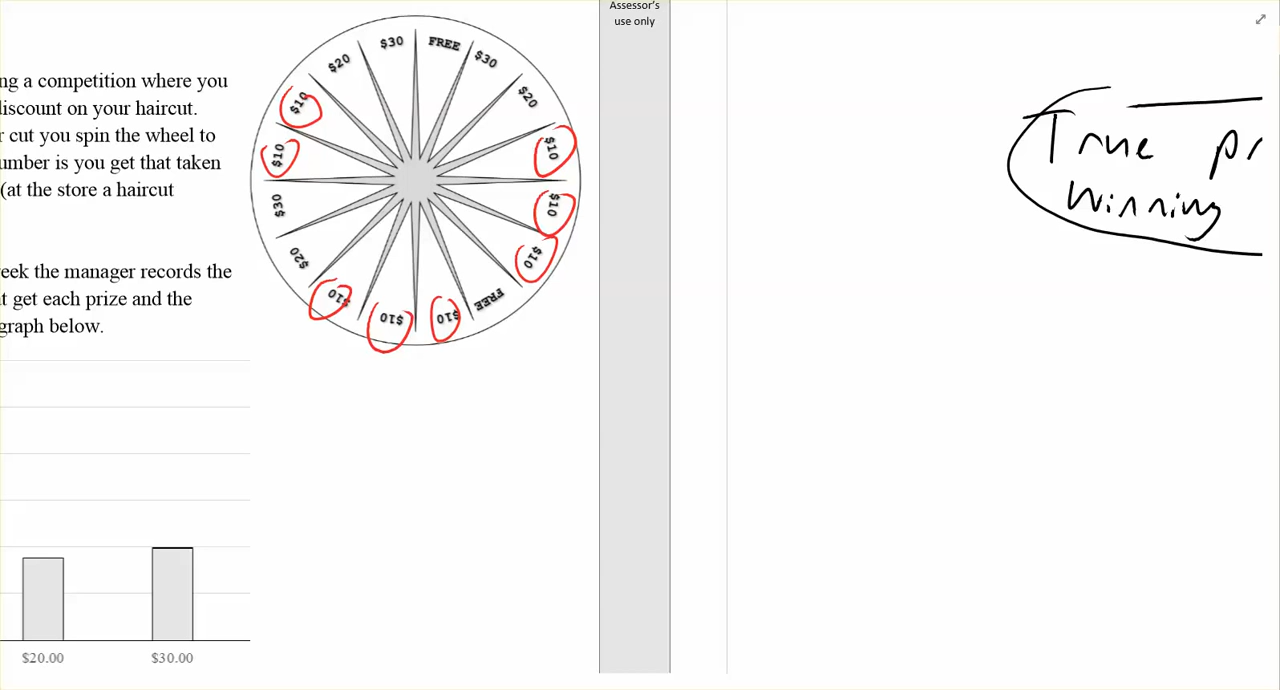 Assessor's
use only
ng a competition where you
discount on your haircut.
r cut you spin the wheel to
umber is you get that taken
(at the store a haircut
eek the manager records the
t get each prize and the
graph below.
$30
FREE
$30
$20
$10
$10
$10
FREE
$10
$10
$10
$20
$30
$10
$10
$20
$20.00
$30.00
True pr
winning